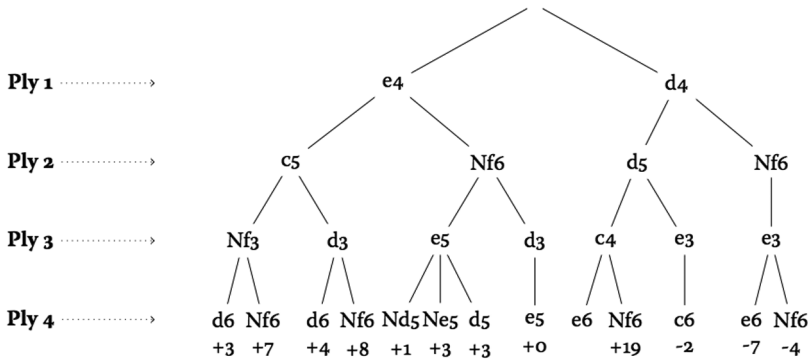 Ply 1 e4 d4
Ply 2 c5 Nf6 d5 Nf6
Ply 3 Nf3 d3 e5 d3 c4 e3 e3
Ply 4 d6 Nf6 d6 Nf6 Nd5 Ne5 d5 e5 e6 Nf6 c6 e6 Nf6
+3 +7 +4 +8 +1 +3 +3 +0 +19 -2 -7 -4